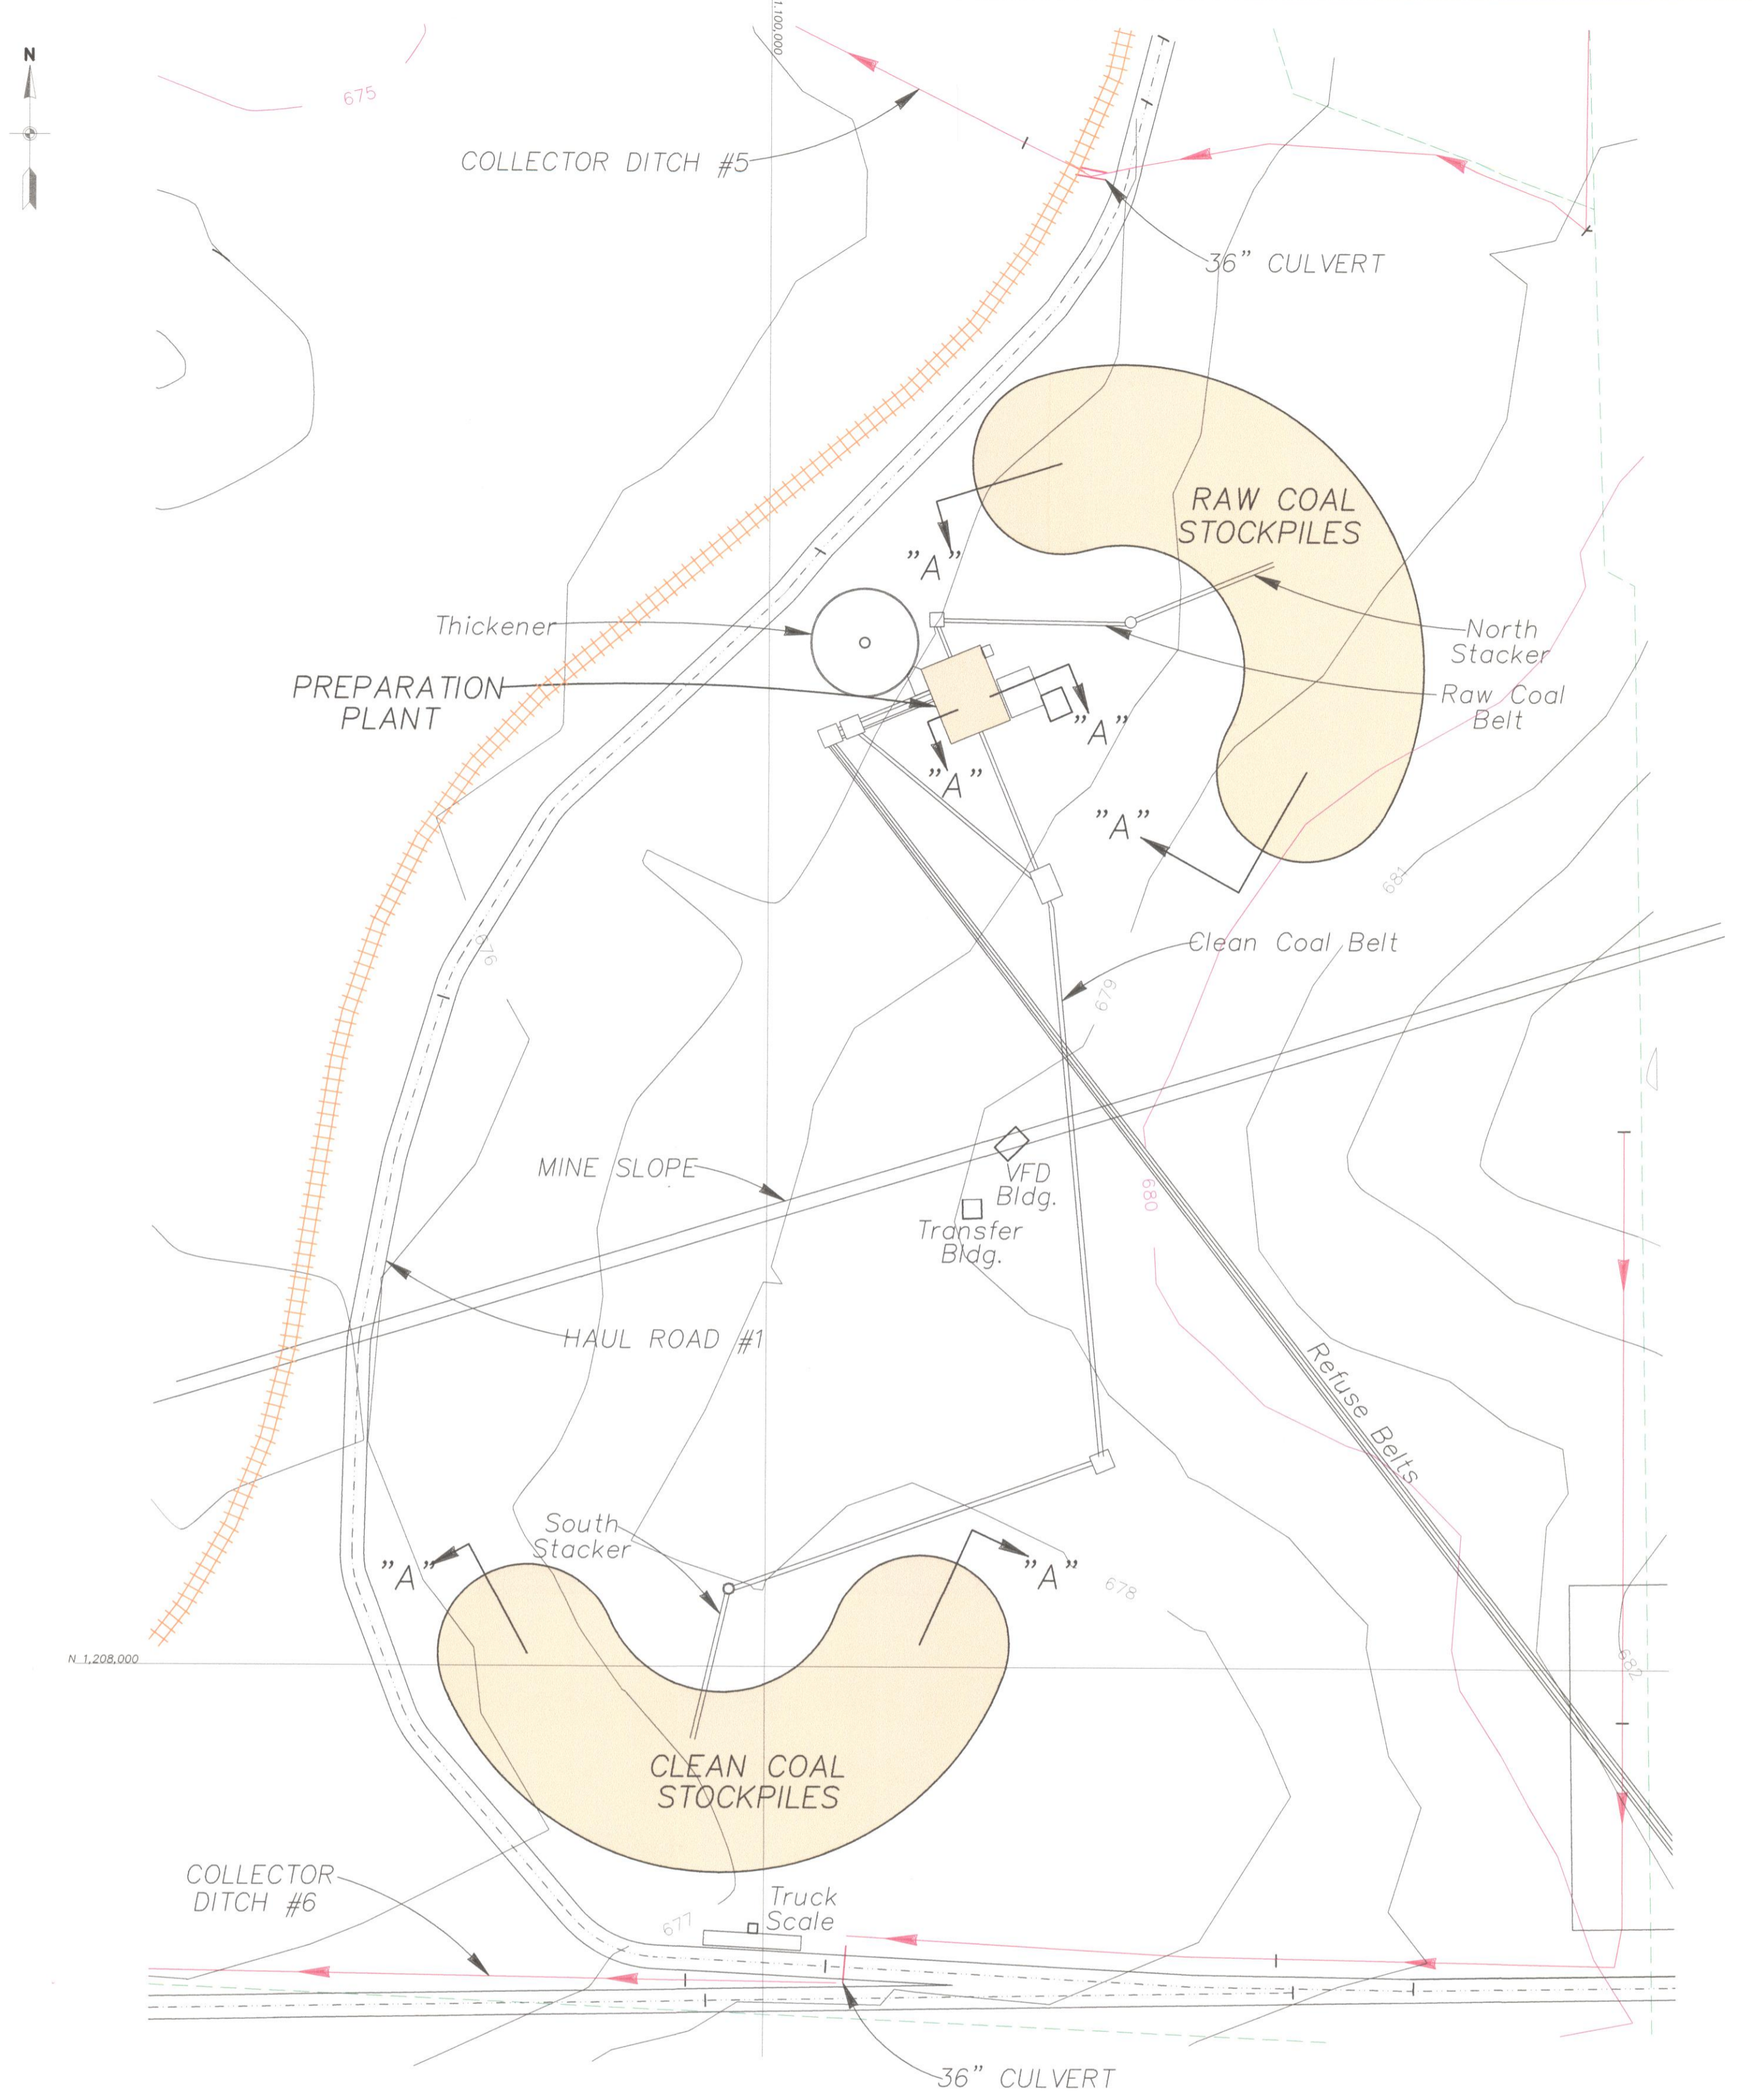 N
1,100,000
675
COLLECTOR DITCH #5
36” CULVERT
RAW COAL
STOCKPILES
”A”
Thickener
North
Stacker
PREPARATION
PLANT
Raw Coal
Belt
”A”
”A”
”A”
681
Clean Coal Belt
676
679
MINE SLOPE
VFD
Bldg.
680
Transfer
Bldg.
HAUL ROAD #1
Refuse Belts
South
Stacker
”A”
”A”
678
N 1,208,000
682
CLEAN COAL
STOCKPILES
COLLECTOR
DITCH #6
Truck
Scale
677
36” CULVERT